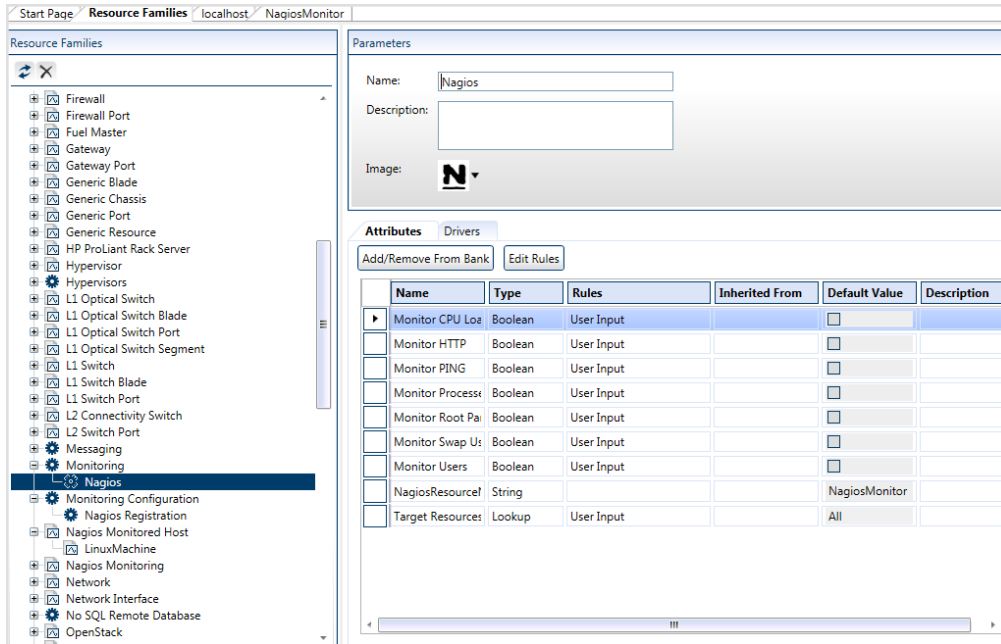 Start Page Resource Families localhost NagiosMonitor
Resource Families
Firewall
Firewall Port
Fuel Master
Gateway
Gateway Port
Generic Blade
Generic Chassis
Generic Port
Generic Resource
HP ProLiant Rack Server
Hypervisor
Hypervisors
L1 Optical Switch
L1 Optical Switch Blade
L1 Optical Switch Port
L1 Optical Switch Segment
L1 Switch
L1 Switch Blade
L1 Switch Port
L2 Connectivity Switch
L2 Switch Port
Messaging
Monitoring
Nagios
Monitoring Configuration
Nagios Registration
Nagios Monitored Host
LinuxMachine
Nagios Monitoring
Network
Network Interface
No SQL Remote Database
OpenStack
Parameters
Name: Nagios
Description:
Image: N
Attributes Drivers
Add/Remove From Bank Edit Rules
Name Type Rules Inherited From Default Value Description
Monitor CPU Loa Boolean User Input
Monitor HTTP Boolean User Input
Monitor PING Boolean User Input
Monitor Processe Boolean User Input
Monitor Root Pa Boolean User Input
Monitor Swap Us Boolean User Input
Monitor Users Boolean User Input
NagiosResource String NagiosMonitor
Target Resources Lookup User Input All